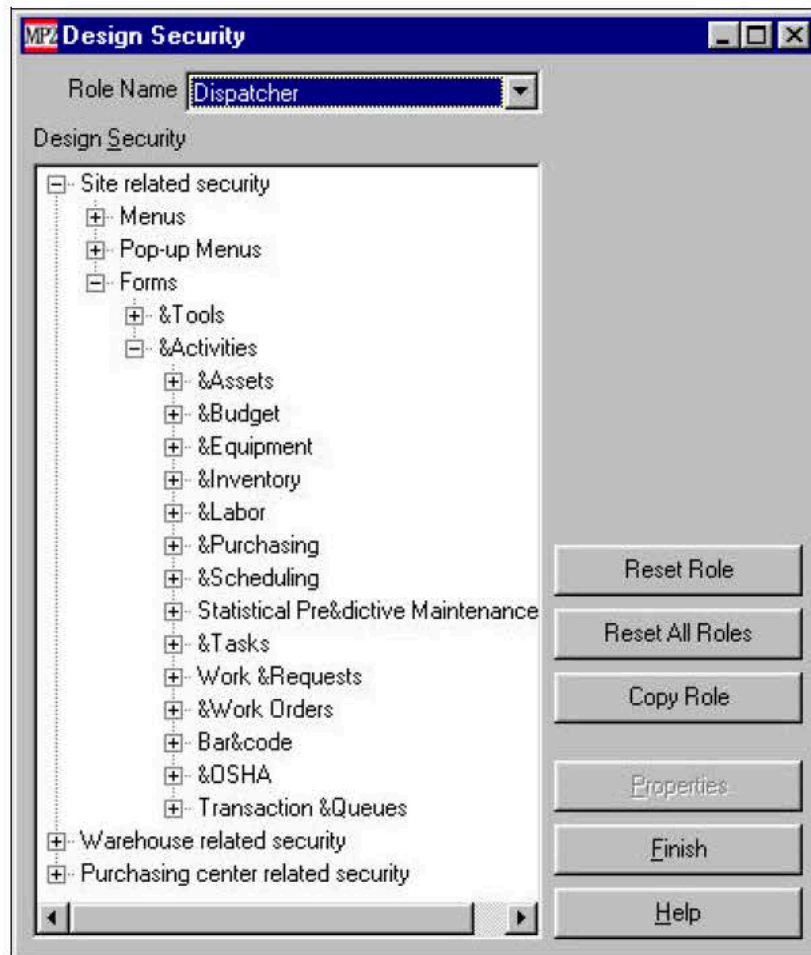 MP2 Design Security
Role Name Dispatcher
Design Security
Site related security
Menus
Pop-up Menus
Forms
&Tools
&Activities
&Assets
&Budget
&Equipment
&Inventory
&Labor
&Purchasing
&Scheduling
Statistical Pre&dictive Maintenance
&Tasks
Work &Requests
&Work Orders
Bar&code
&OSHA
Transaction &Queues
Warehouse related security
Purchasing center related security
Reset Role
Reset All Roles
Copy Role
Properties
Finish
Help